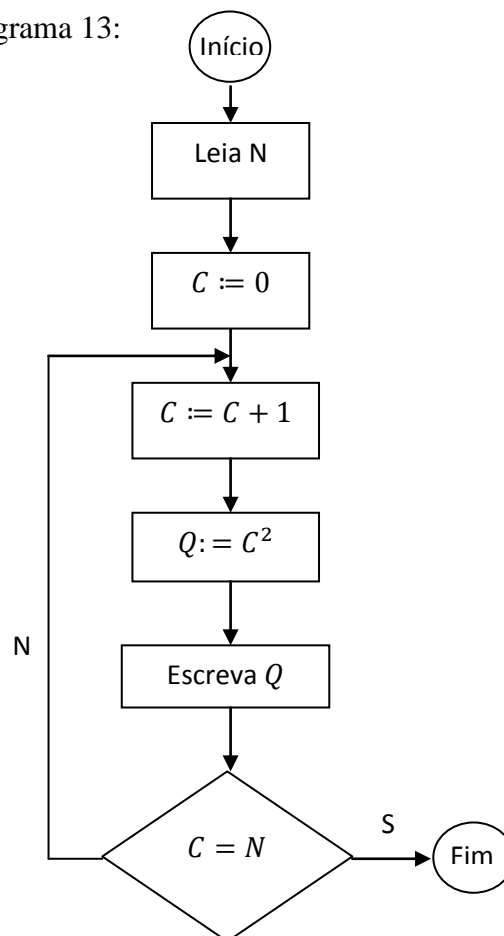 grama 13:
Início
Leia N
C := 0
C := C + 1
Q: = C²
N
Escreva Q
C = N
S
Fim